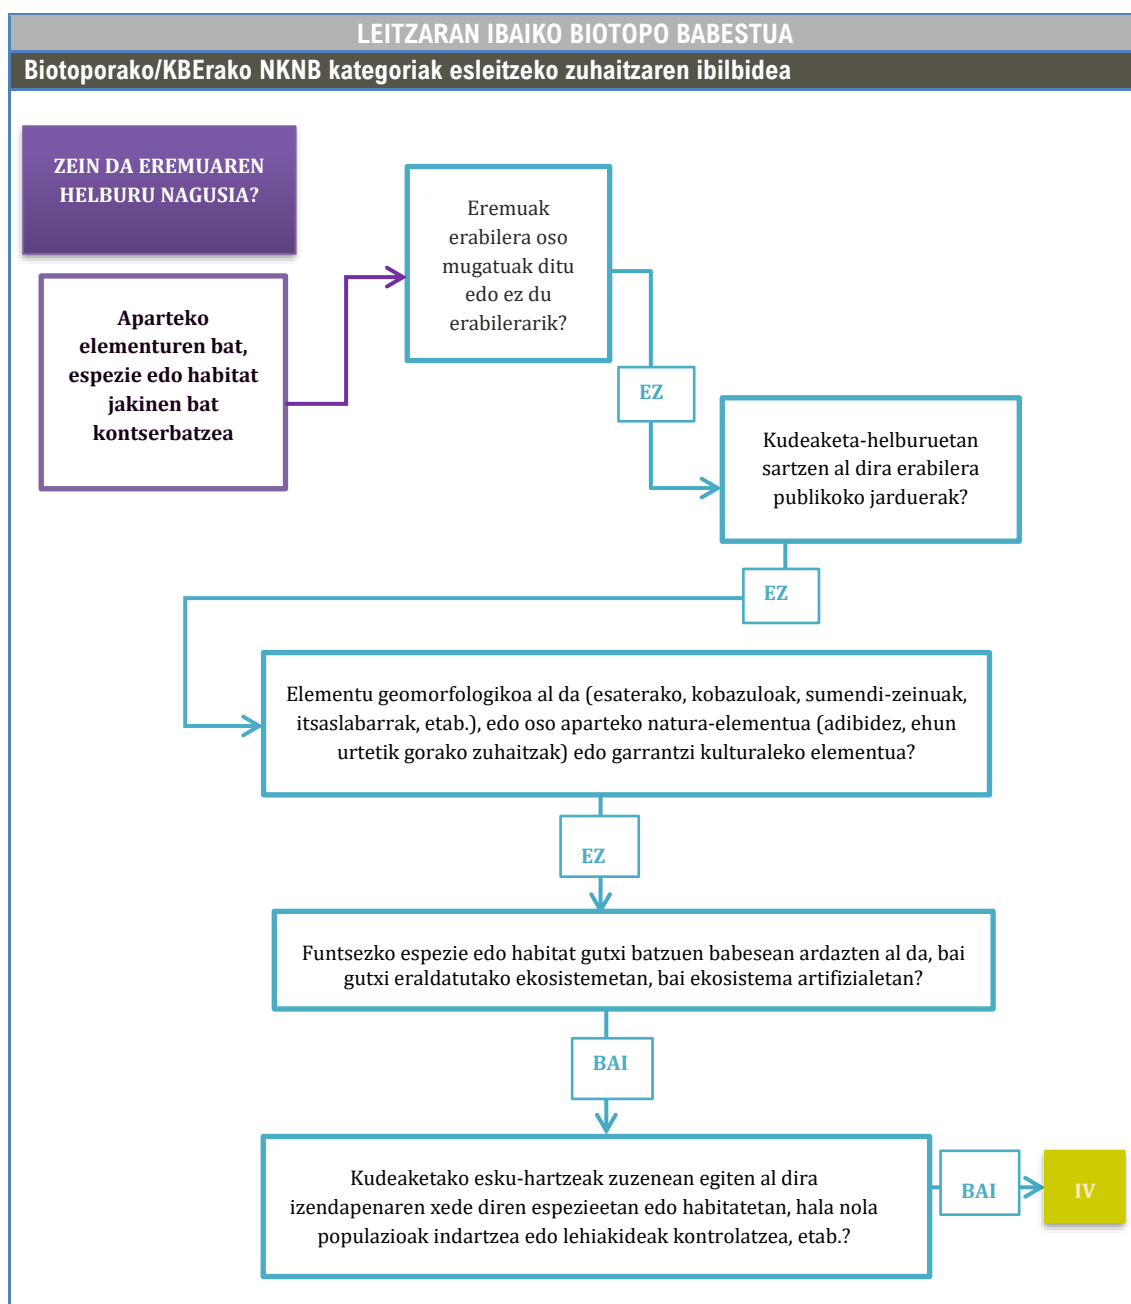 LEITZARAN IBAIKO BIOTOPO BABESTUA
Biotoporako/KBErako NKNB kategoriak esleitzeko zuhaitzaren ibilbidea
ZEIN DA EREMUAREN
HELBURU NAGUSIA?
Aparteko
elementuren bat,
espezie edo habitat
jakinen bat
kontserbatzea
Eremuak
erabilera oso
mugatuak ditu
edo ez du
erabilerarik?
EZ
Kudeaketa-helburuetan
sartzen al dira erabilera
publikoko jarduerak?
EZ
Elementu geomorfologikoa al da (esaterako, kobazuloak, sumendi-zeinuak,
itsaslabarrak, etab.), edo oso aparteko natura-elementua (adibidez, ehun
urtetik gorako zuhaitzak) edo garrantzi kulturaleko elementua?
EZ
Funtsezko espezie edo habitat gutxi batzuen babesean ardazten al da, bai
gutxi eraldatutako ekosistemetan, bai ekosistema artifizialetan?
BAI
Kudeaketako esku-hartzeak zuzenean egiten al dira
izendapenaren xede diren espezieetan edo habitatetan, hala nola
populazioak indartzea edo lehiakideak kontrolatzea, etab.?
BAI
IV